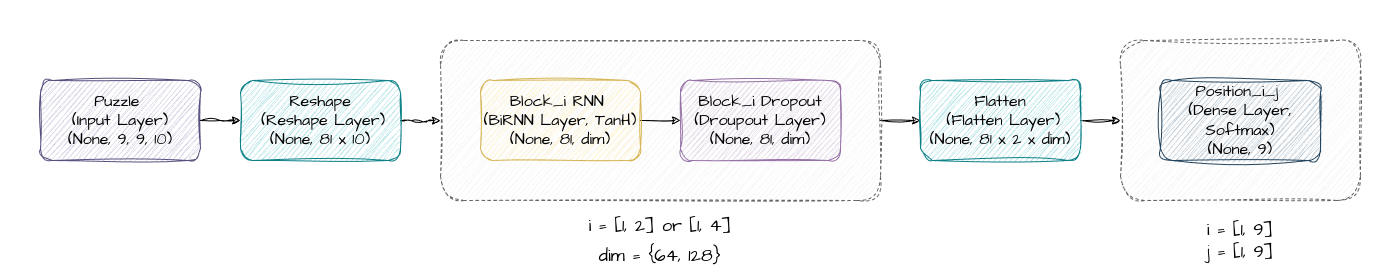 Puzzle
(Input Layer)
(None, 9, 9, 10)
Reshape
(Reshape Layer)
(None, 81 x 10)
Block_i RNN
(BiRNN Layer, TanH)
(None, 81, dim)
Block_i Dropout
(Droupout Layer)
(None, 81, dim)
i = [1, 2] or [1, 4]
dim = {64, 128}
Flatten
(Flatten Layer)
(None, 81 x 2 x dim)
Position_i_j
(Dense Layer,
Softmax)
(None, 9)
i = [1, 9]
j = [1, 9]